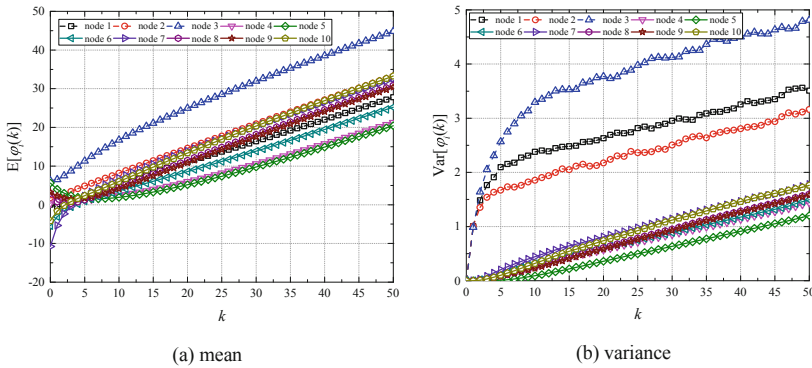 50
40
30
20
10
0
-10
-20
E[φᵢ(k)]
node 1 node 2 node 3 node 4 node 5
node 6 node 7 node 8 node 9 node 10
0 5 10 15 20 25 30 35 40 45 50
k
(a) mean
5
4
3
2
1
0
Var[φᵢ(k)]
node 1 node 2 node 3 node 4 node 5
node 6 node 7 node 8 node 9 node 10
0 5 10 15 20 25 30 35 40 45 50
k
(b) variance